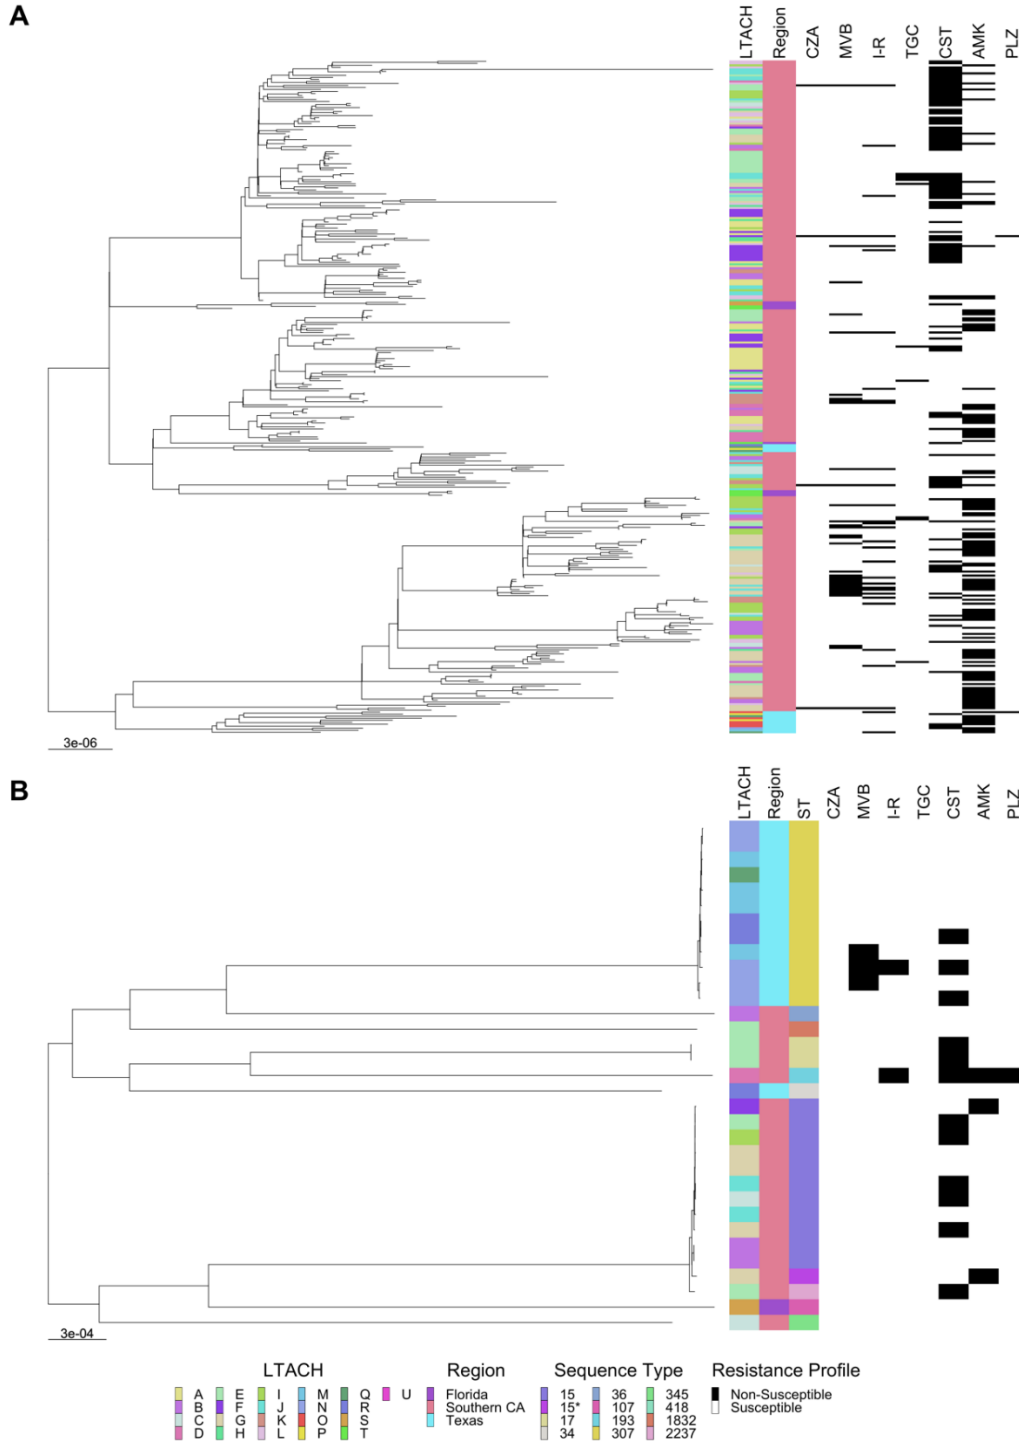 A
LTACH Region CZA MVB I-R TGC CST AMK PLZ
3e-06
B
LTACH Region ST CZA MVB I-R TGC CST AMK PLZ
3e-04
LTACH Region Sequence Type Resistance Profile
A E I M Q U Florida 15 36 345 Non-Susceptible
B F J N R Southern CA 15* 107 418 Susceptible
C G K O S Texas 17 193 1832
D H L P T 34 307 2237